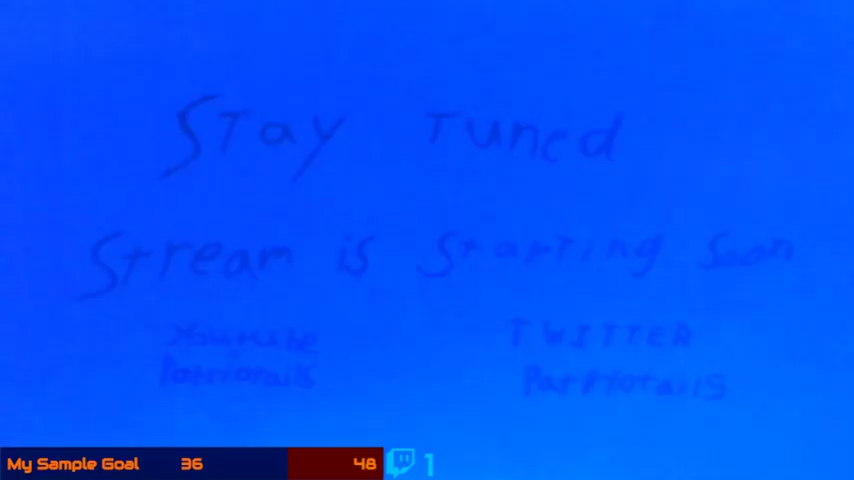 Stay Tuned
Stream is Starting Soon
Youtube TWITTER
Patriotails Patriotails
My Sample Goal 36 48 1